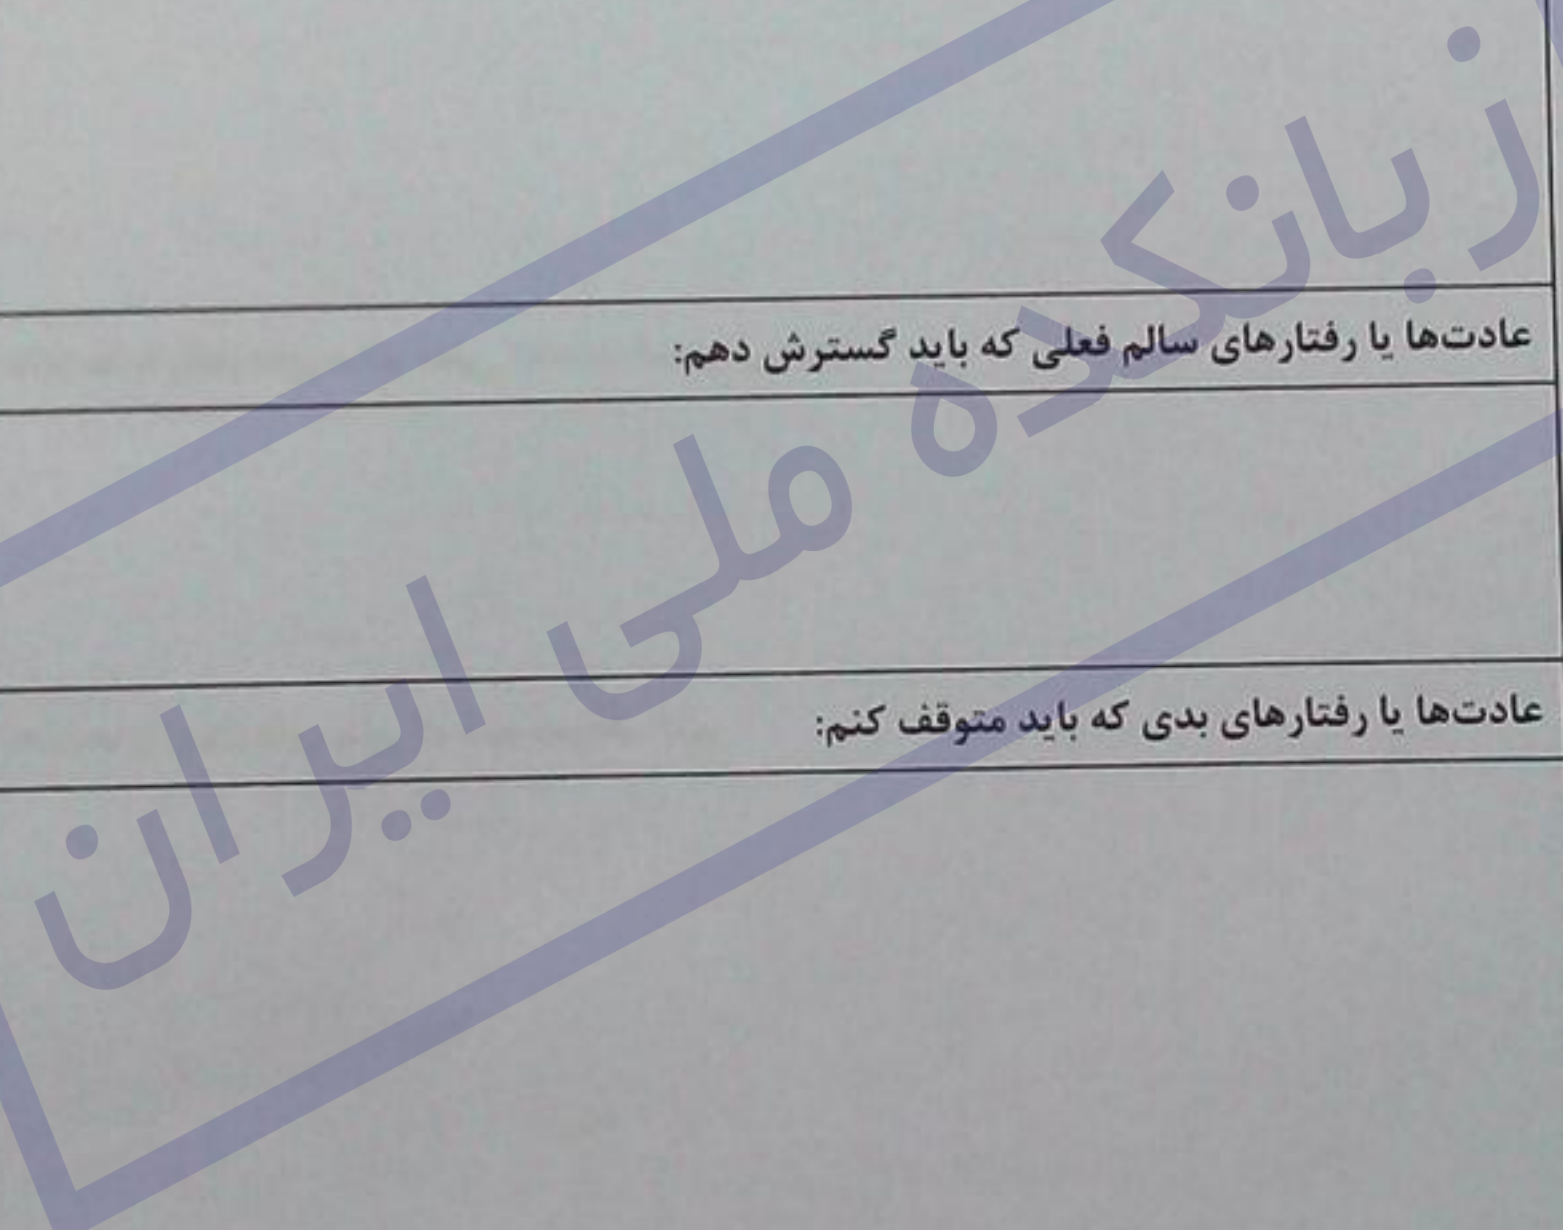 عادت‌ها یا رفتارهای سالم فعلی که باید گسترش دهم:
عادت‌ها یا رفتارهای بدی که باید متوقف کنم:
زبانکده ملی ایران